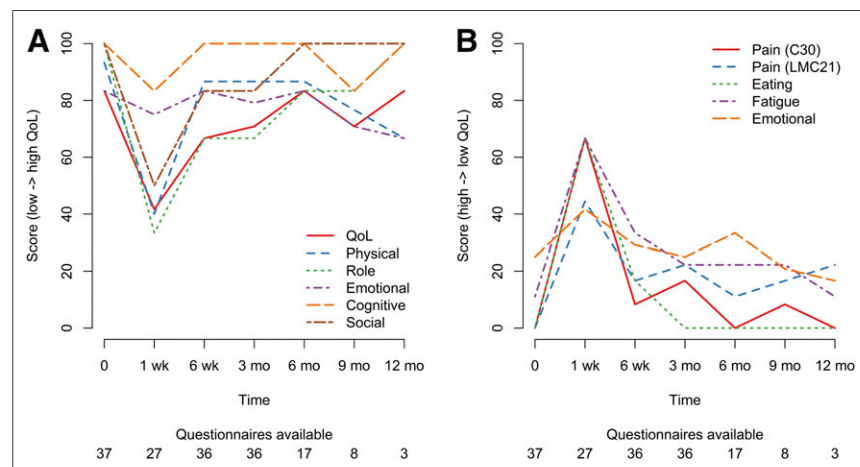 A
Score (low -> high QoL)
100
80
60
40
20
0
QoL
Physical
Role
Emotional
Cognitive
Social
0 1 wk 6 wk 3 mo 6 mo 9 mo 12 mo
Time
Questionnaires available
37 27 36 36 17 8 3
B
Score (high -> low QoL)
100
80
60
40
20
0
Pain (C30)
Pain (LMC21)
Eating
Fatigue
Emotional
0 1 wk 6 wk 3 mo 6 mo 9 mo 12 mo
Time
Questionnaires available
37 27 36 36 17 8 3